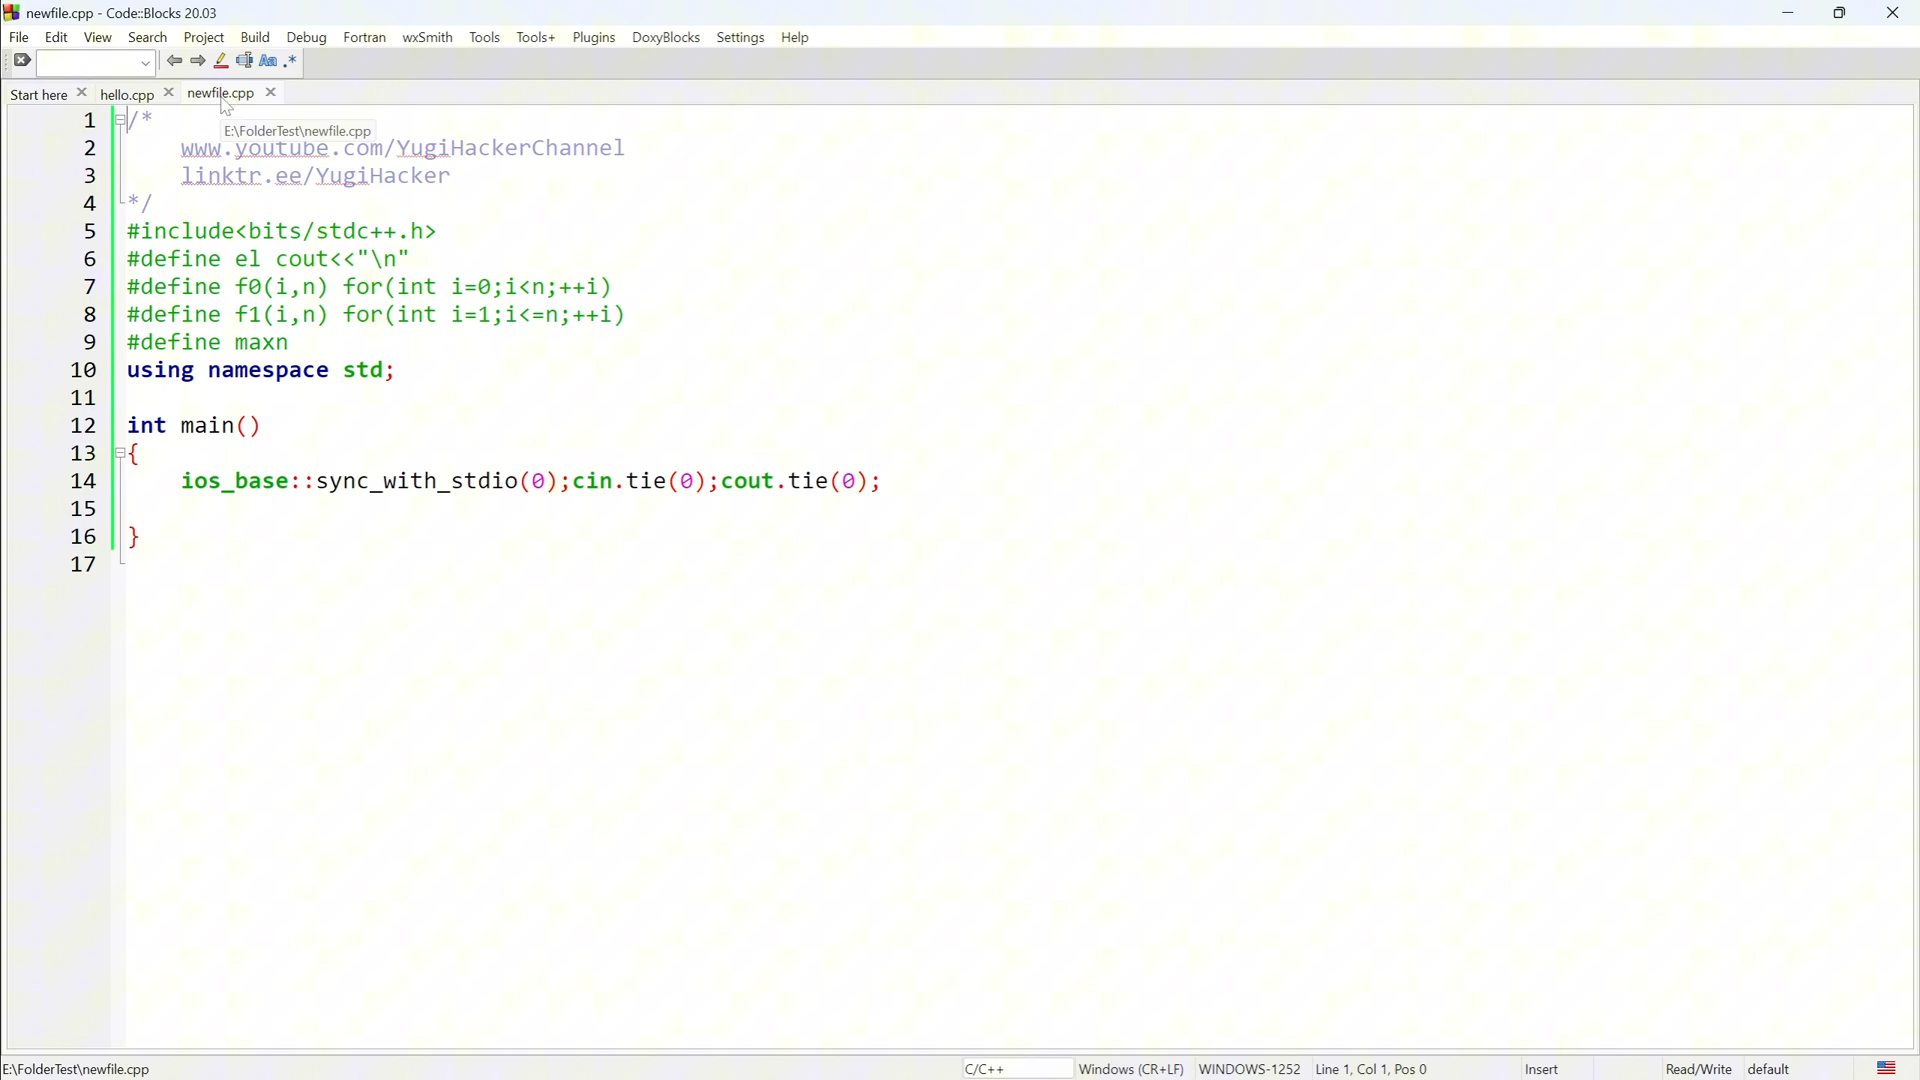 newfile.cpp - Code::Blocks 20.03
File Edit View Search Project Build Debug Fortran wxSmith Tools Tools+ Plugins DoxyBlocks Settings Help
Aa .*
Start here hello.cpp newfile.cpp
E:\FolderTest\newfile.cpp
1 /*
2 www.youtube.com/YugiHackerChannel
3 linktr.ee/YugiHacker
4 */
5 #include<bits/stdc++.h>
6 #define el cout<<"\n"
7 #define f0(i,n) for(int i=0;i<n;++i)
8 #define f1(i,n) for(int i=1;i<=n;++i)
9 #define maxn
10 using namespace std;
11
12 int main()
13 {
14 ios_base::sync_with_stdio(0);cin.tie(0);cout.tie(0);
15
16 }
17
E:\FolderTest\newfile.cpp C/C++ Windows (CR+LF) WINDOWS-1252 Line 1, Col 1, Pos 0 Insert Read/Write default